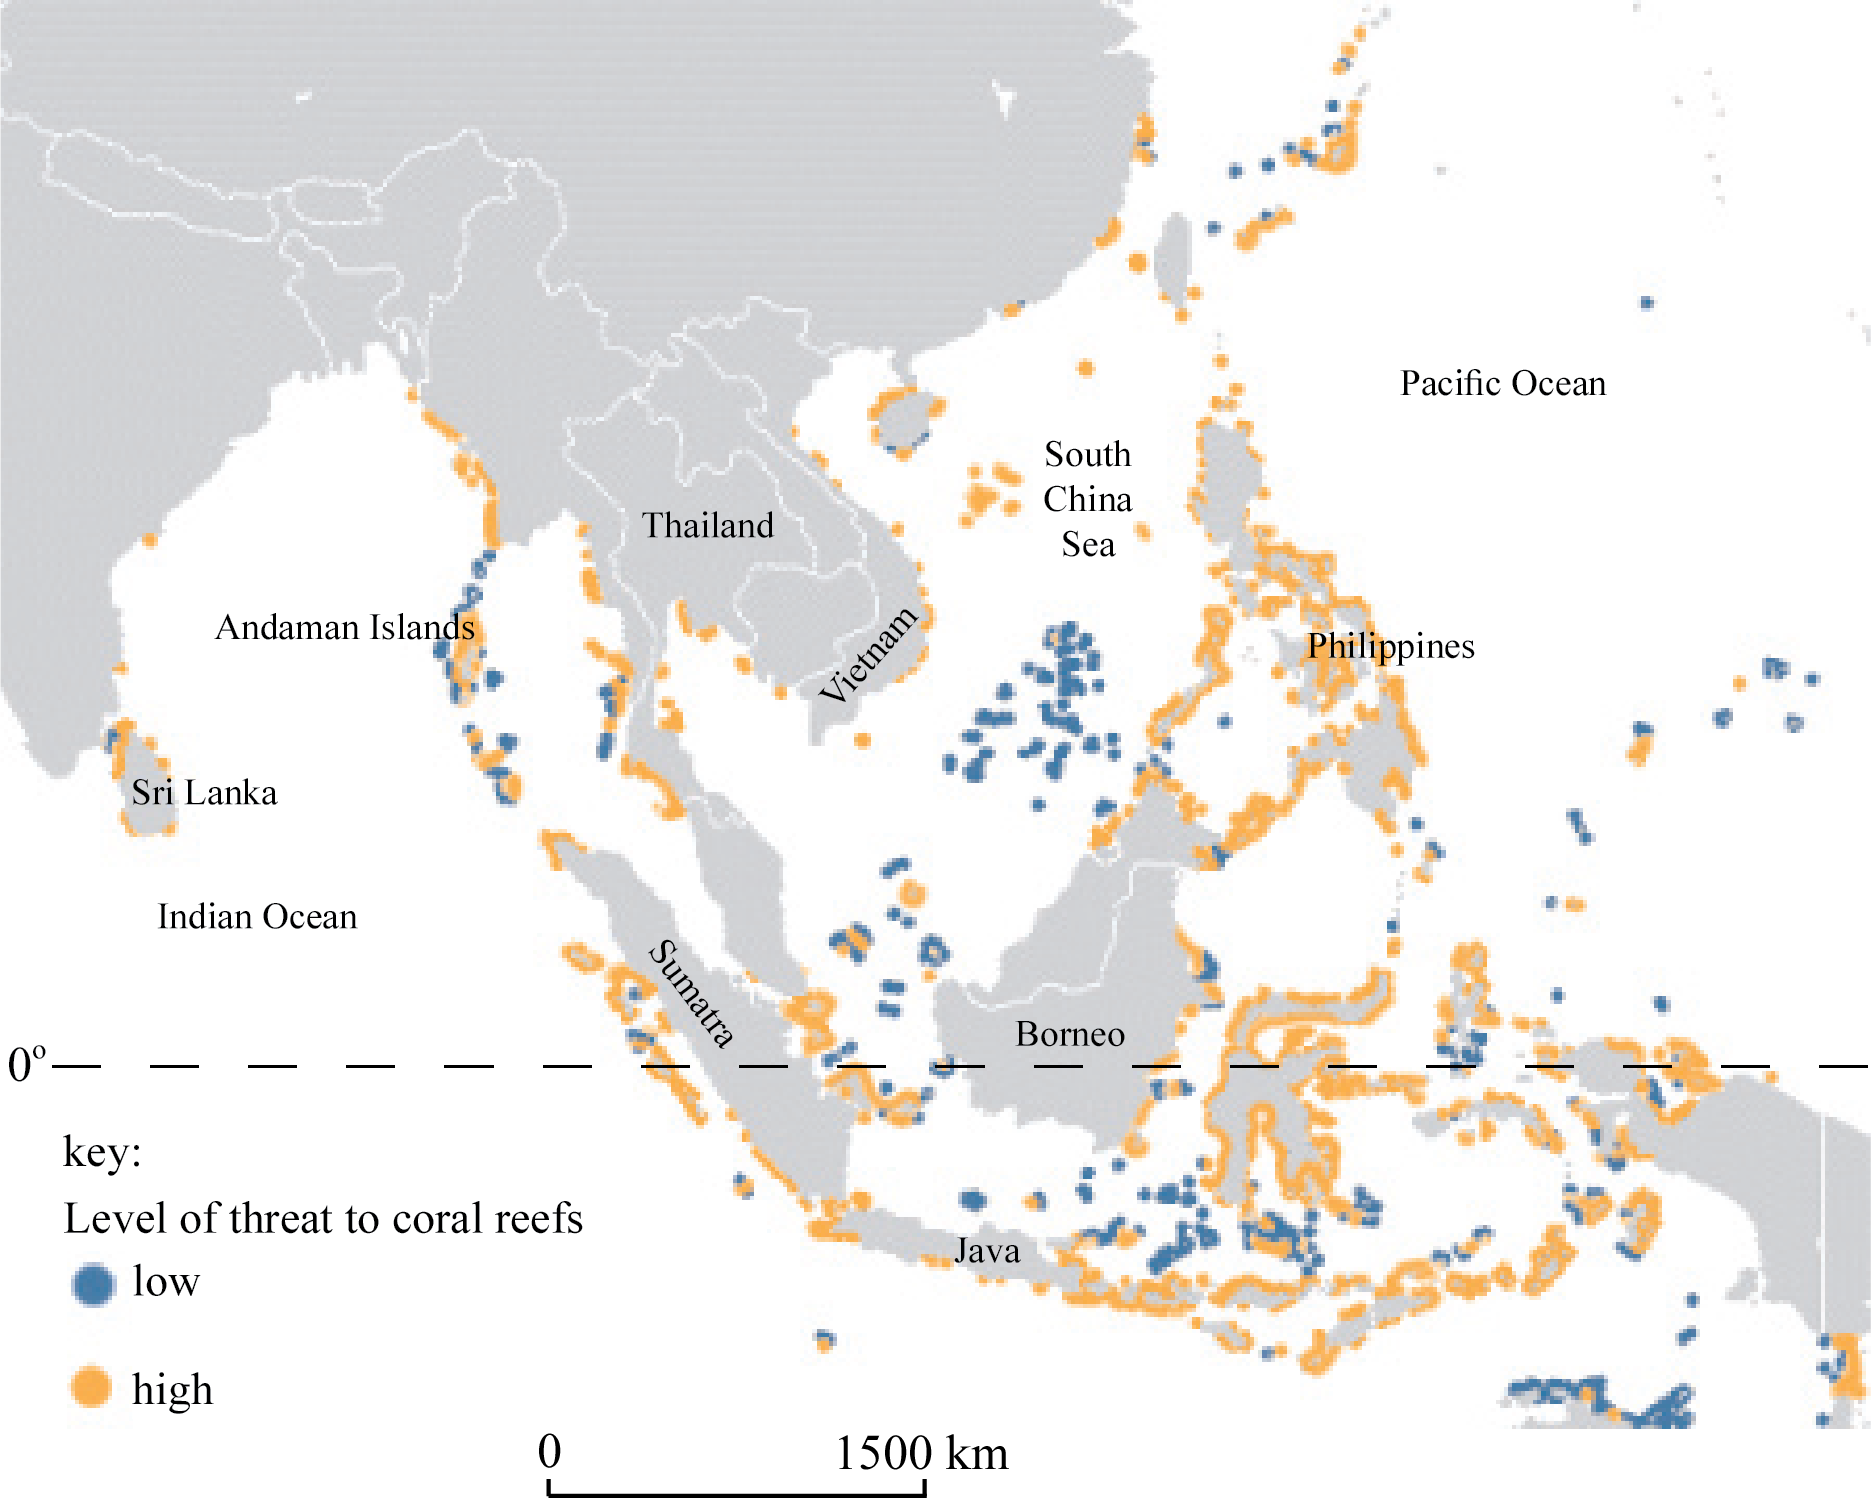 Pacific Ocean
South
China
Sea
Thailand
Andaman Islands
Vietnam
Philippines
Sri Lanka
Indian Ocean
Sumatra
Borneo
0º
key:
Level of threat to coral reefs
Java
low
high
0 1500 km